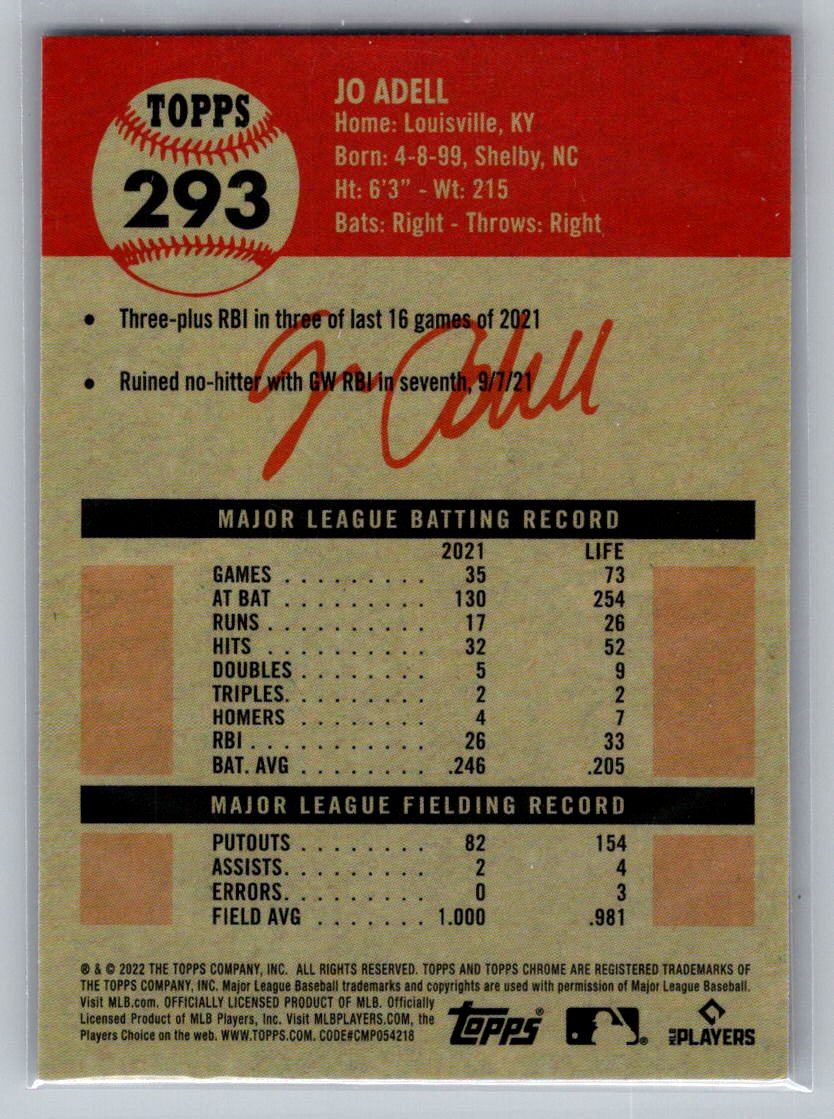 TOPPS
293
JO ADELL
Home: Louisville, KY
Born: 4-8-99, Shelby, NC
Ht: 6'3" - Wt: 215
Bats: Right - Throws: Right
• Three-plus RBI in three of last 16 games of 2021
• Ruined no-hitter with GW RBI in seventh, 9/7/21
Jo Adell
MAJOR LEAGUE BATTING RECORD
2021 LIFE
GAMES . . . . . . . . . 35 73
AT BAT . . . . . . . . . 130 254
RUNS . . . . . . . . . . 17 26
HITS . . . . . . . . . . 32 52
DOUBLES . . . . . . . . 5 9
TRIPLES. . . . . . . . . 2 2
HOMERS . . . . . . . . 4 7
RBI . . . . . . . . . . . 26 33
BAT. AVG . . . . . . . . .246 .205
MAJOR LEAGUE FIELDING RECORD
PUTOUTS . . . . . . . . 82 154
ASSISTS. . . . . . . . . 2 4
ERRORS. . . . . . . . . 0 3
FIELD AVG . . . . . . . 1.000 .981
® & © 2022 THE TOPPS COMPANY, INC. ALL RIGHTS RESERVED. TOPPS AND TOPPS CHROME ARE REGISTERED TRADEMARKS OF
THE TOPPS COMPANY, INC. Major League Baseball trademarks and copyrights are used with permission of Major League Baseball.
Visit MLB.com. OFFICIALLY LICENSED PRODUCT OF MLB. Officially
Licensed Product of MLB Players, Inc. Visit MLBPLAYERS.COM, the
Players Choice on the web. WWW.TOPPS.COM. CODE#CMP054218
topps®
®
MLB PLAYERS